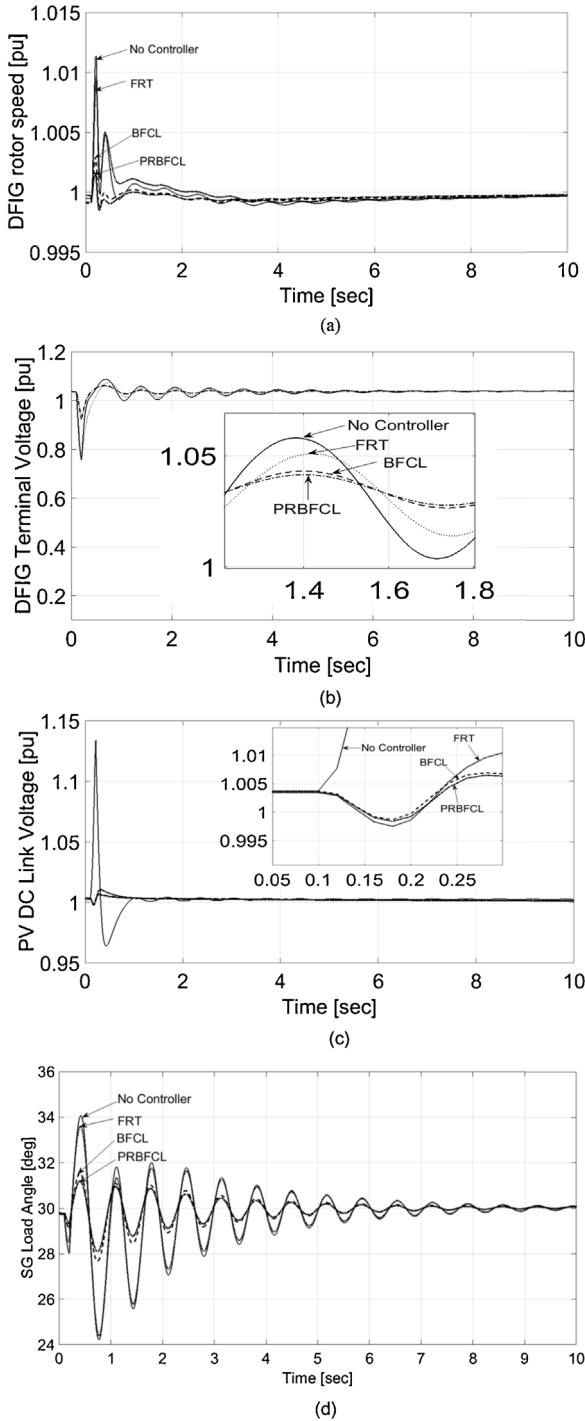 DFIG rotor speed [pu]
1.015
1.01
1.005
1
0.995
No Controller
FRT
BFCL
PRBFCL
0 2 4 6 8 10
Time [sec]
(a)
DFIG Terminal Voltage [pu]
1.2
1
0.8
0.6
0.4
0.2
No Controller
FRT
BFCL
PRBFCL
1.05
1
1.4 1.6 1.8
0 2 4 6 8 10
Time [sec]
(b)
PV DC Link Voltage [pu]
1.15
1.1
1.05
1
0.95
1.01
1.005
1
0.995
No Controller
FRT
BFCL
PRBFCL
0.05 0.1 0.15 0.2 0.25
0 2 4 6 8 10
Time [sec]
(c)
SG Load Angle [deg]
36
34
32
30
28
26
24
No Controller
FRT
BFCL
PRBFCL
0 1 2 3 4 5 6 7 8 9 10
Time [sec]
(d)